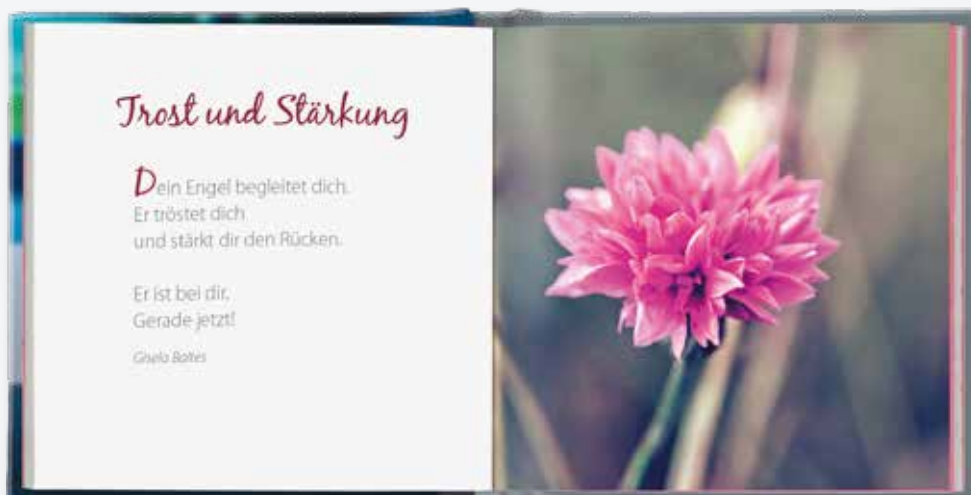 Trost und Stärkung
Dein Engel begleitet dich.
Er tröstet dich
und stärkt dir den Rücken.
Er ist bei dir.
Gerade jetzt!
Gisela Baltes